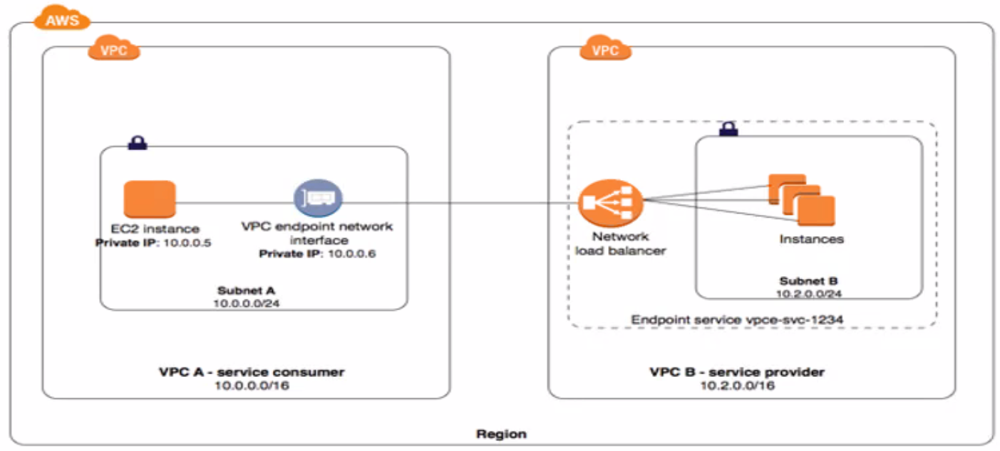 AWS
VPC
VPC
EC2 instance
Private IP: 10.0.0.5
VPC endpoint network
interface
Private IP: 10.0.0.6
Subnet A
10.0.0.0/24
VPC A - service consumer
10.0.0.0/16
Network
load balancer
Instances
Subnet B
10.2.0.0/24
Endpoint service vpce-svc-1234
VPC B - service provider
10.2.0.0/16
Region